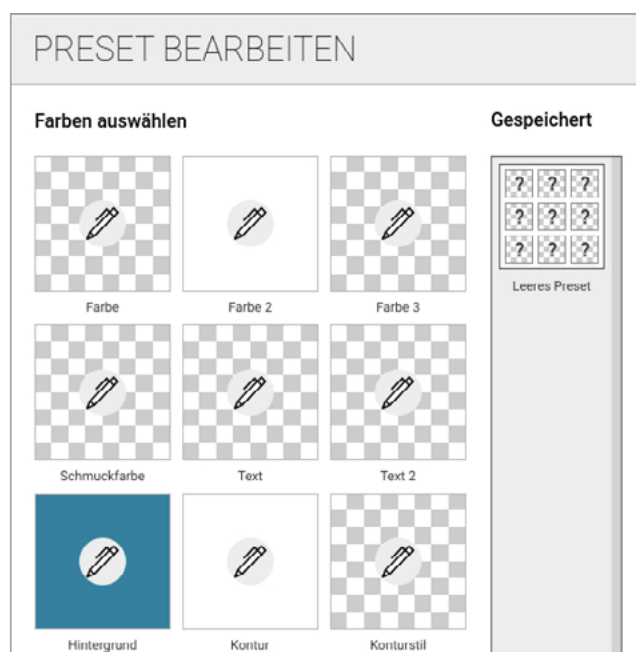 PRESET BEARBEITEN
Farben auswählen
Gespeichert
Farbe
Farbe 2
Farbe 3
? ? ?
? ? ?
? ? ?
Leeres Preset
Schmuckfarbe
Text
Text 2
Hintergrund
Kontur
Konturstil